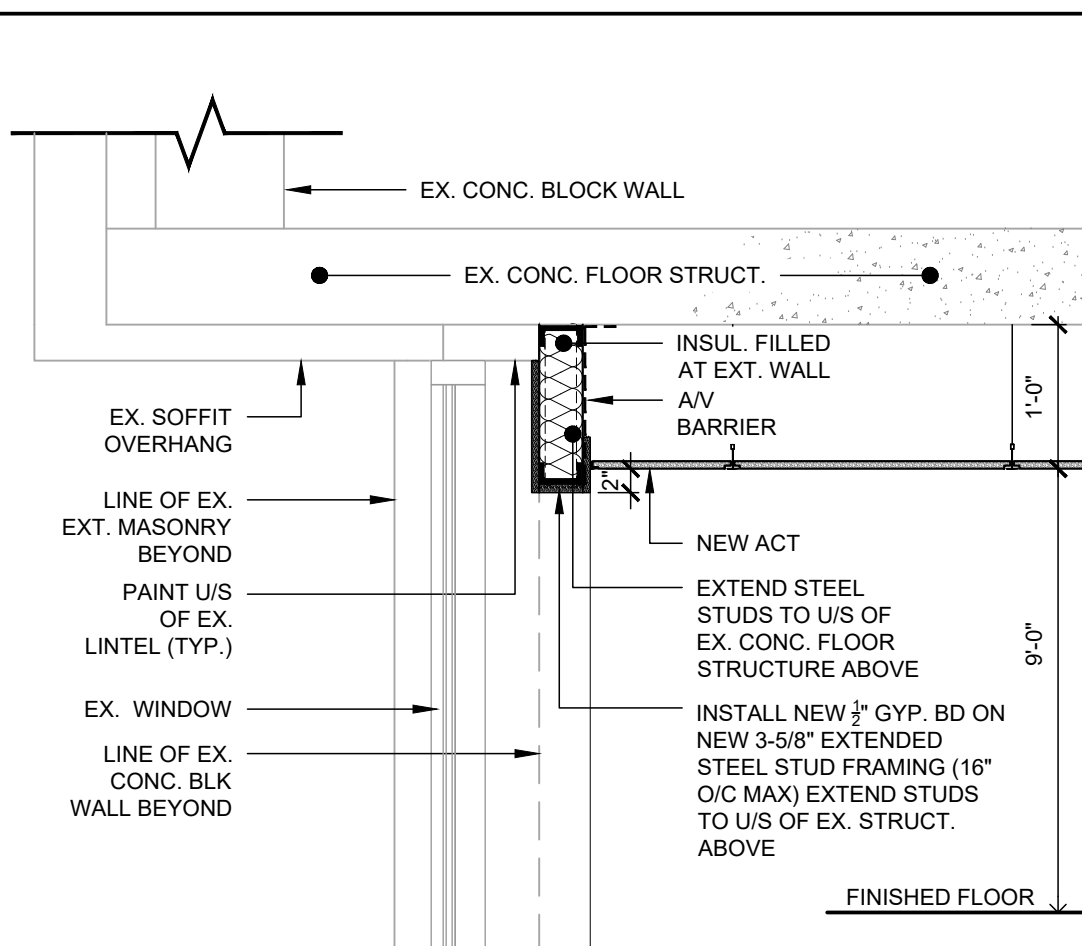 EX. CONC. BLOCK WALL
EX. CONC. FLOOR STRUCT.
INSUL. FILLED
AT EXT. WALL
A/V
BARRIER
1'-0"
EX. SOFFIT
OVERHANG
2"
LINE OF EX.
EXT. MASONRY
BEYOND
NEW ACT
PAINT U/S
OF EX.
LINTEL (TYP.)
EXTEND STEEL
STUDS TO U/S OF
EX. CONC. FLOOR
STRUCTURE ABOVE
9'-0"
EX. WINDOW
LINE OF EX.
CONC. BLK
WALL BEYOND
INSTALL NEW 1/2" GYP. BD ON
NEW 3-5/8" EXTENDED
STEEL STUD FRAMING (16"
O/C MAX) EXTEND STUDS
TO U/S OF EX. STRUCT.
ABOVE
FINISHED FLOOR